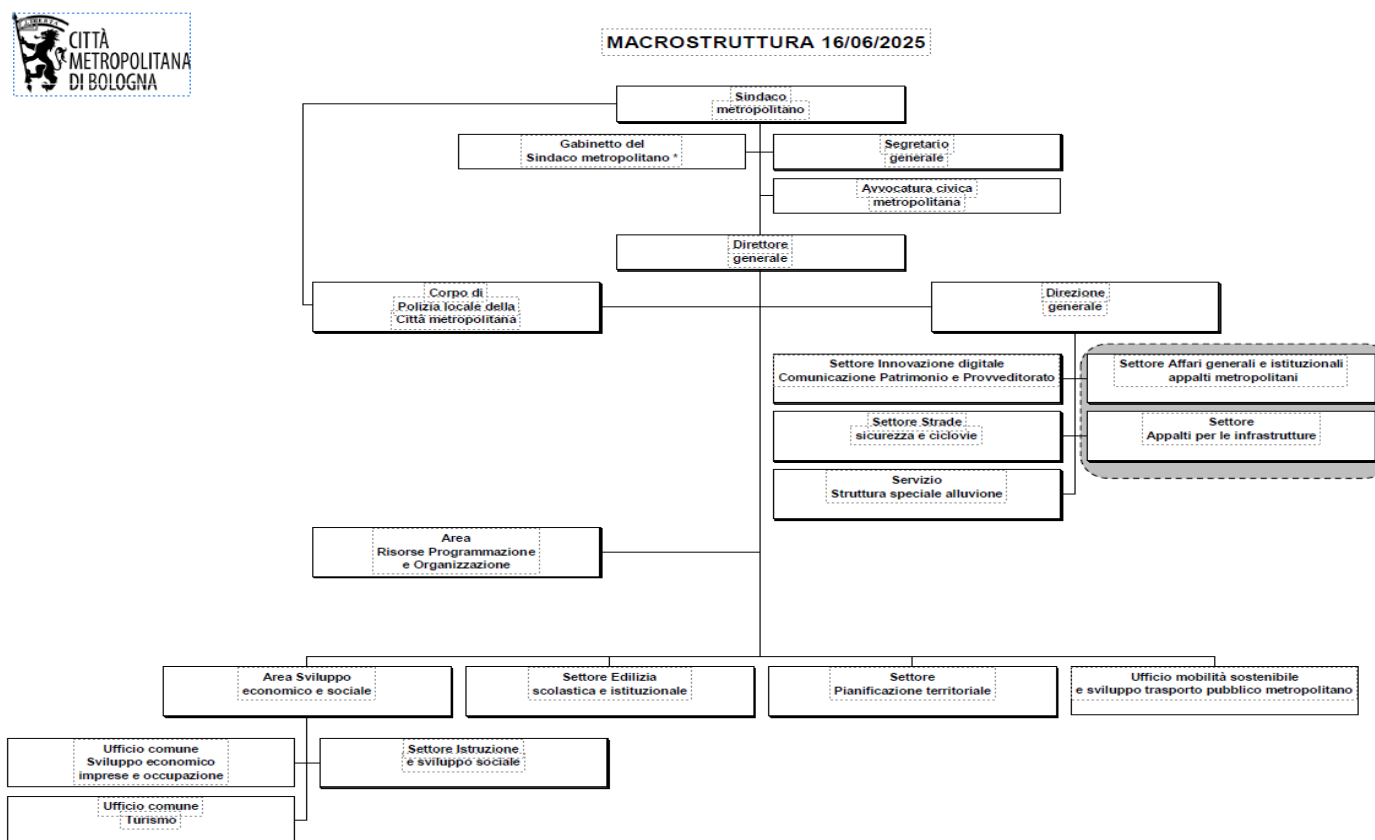 CITTÀ
METROPOLITANA
DI BOLOGNA
MACROSTRUTTURA 16/06/2025
Sindaco
metropolitano
Gabinetto del
Sindaco metropolitano *
Segretario
generale
Avvocatura civica
metropolitana
Direttore
generale
Corpo di
Polizia locale della
Città metropolitana
Direzione
generale
Settore Innovazione digitale
Comunicazione Patrimonio e Provveditorato
Settore Affari generali e istituzionali
appalti metropolitani
Settore Strade
sicurezza e ciclovie
Settore
Appalti per le infrastrutture
Servizio
Struttura speciale alluvione
Area
Risorse Programmazione
e Organizzazione
Area Sviluppo
economico e sociale
Settore Edilizia
scolastica e istituzionale
Settore
Pianificazione territoriale
Ufficio mobilità sostenibile
e sviluppo trasporto pubblico metropolitano
Ufficio comune
Sviluppo economico
imprese e occupazione
Settore Istruzione
e sviluppo sociale
Ufficio comune
Turismo